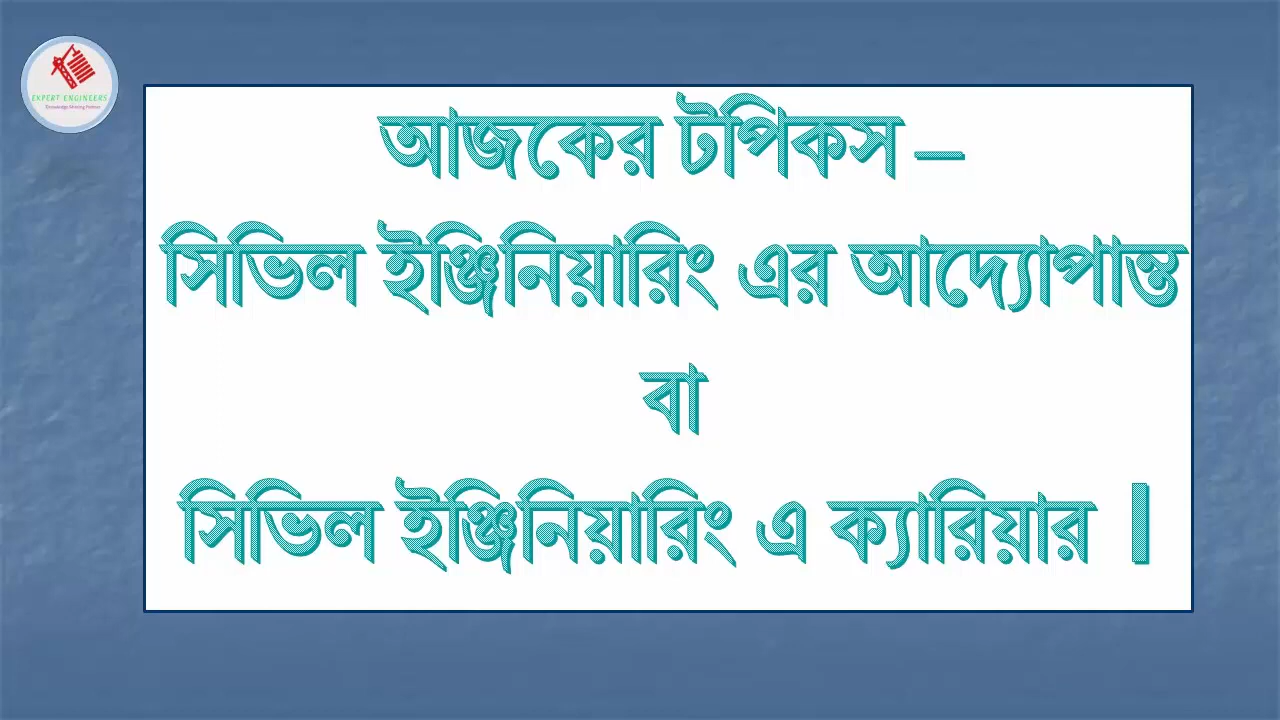 EXPERT ENGINEERS
আজকের টপিকস –
সিভিল ইঞ্জিনিয়ারিং এর আদ্যোপান্ত
বা
সিভিল ইঞ্জিনিয়ারিং এ ক্যারিয়ার ।